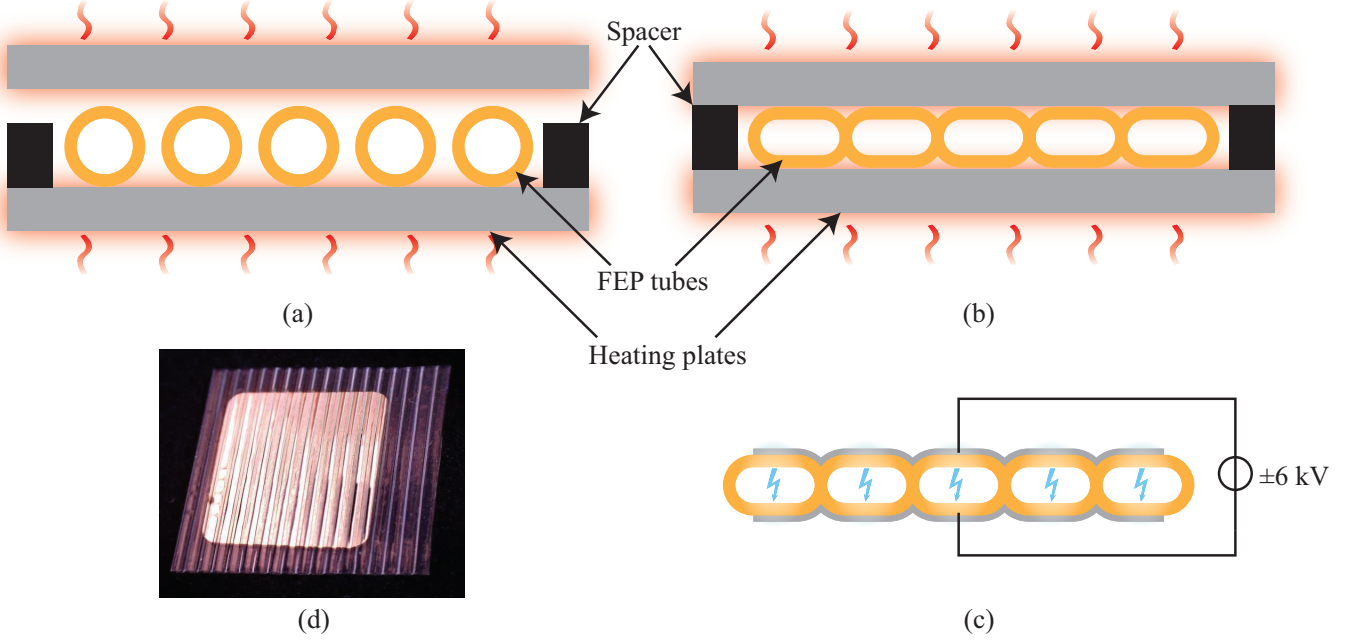 Spacer
FEP tubes
(a)
(b)
Heating plates
±6 kV
(d)
(c)